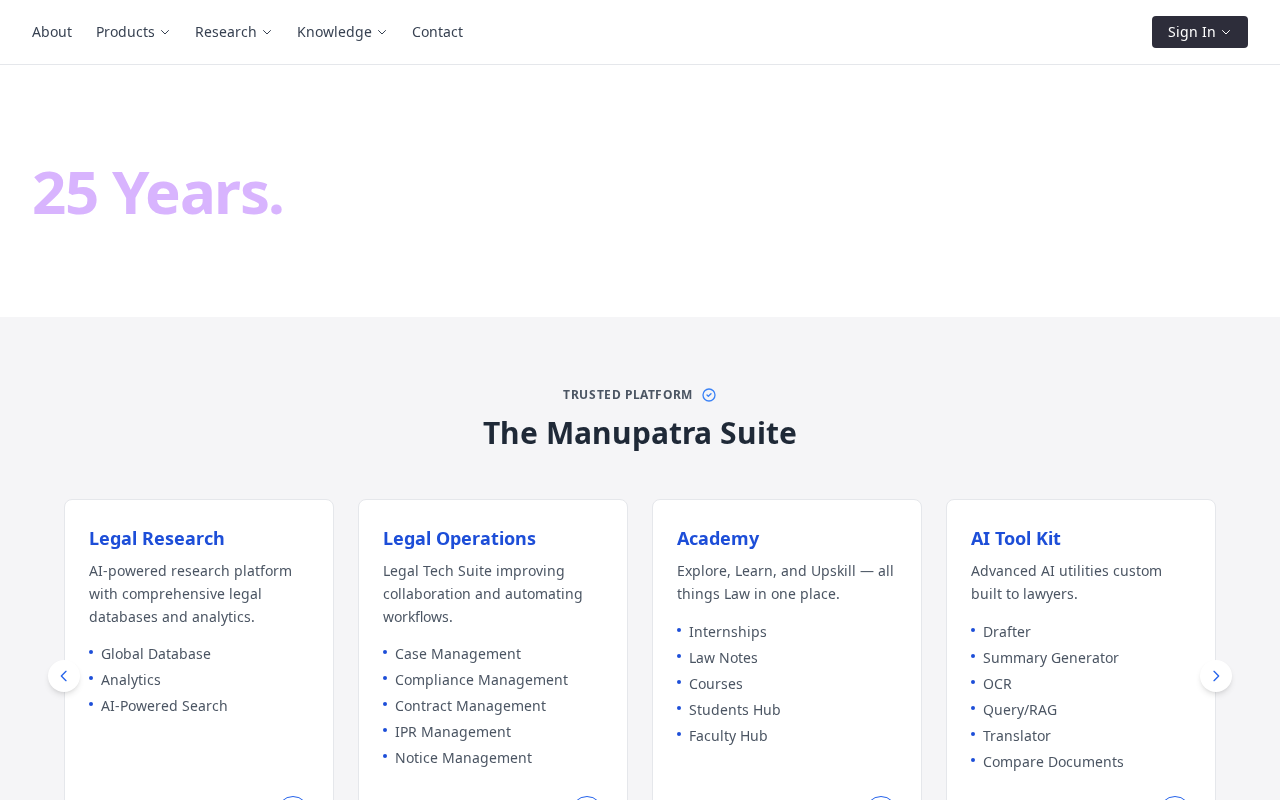 About
Products
Research
Knowledge
Contact
Sign In
25 Years.
TRUSTED PLATFORM
The Manupatra Suite
Legal Research
AI-powered research platform
with comprehensive legal
databases and analytics.
Global Database
Analytics
AI-Powered Search
Legal Operations
Legal Tech Suite improving
collaboration and automating
workflows.
Case Management
Compliance Management
Contract Management
IPR Management
Notice Management
Academy
Explore, Learn, and Upskill — all
things Law in one place.
Internships
Law Notes
Courses
Students Hub
Faculty Hub
AI Tool Kit
Advanced AI utilities custom
built to lawyers.
Drafter
Summary Generator
OCR
Query/RAG
Translator
Compare Documents